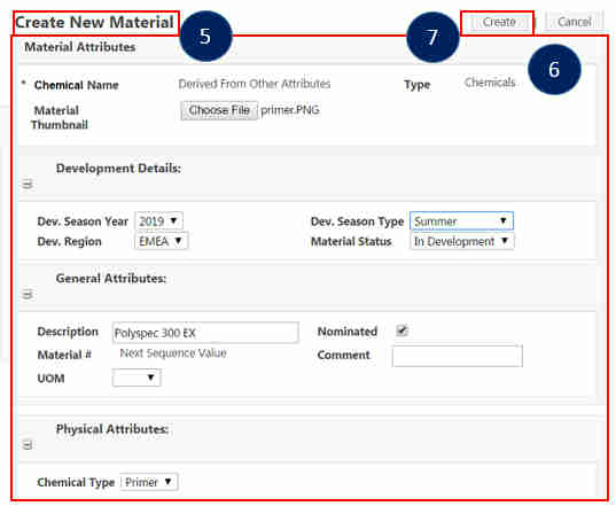 Create New Material 5 7 Create | Cancel
Material Attributes 6
* Chemical Name Derived From Other Attributes Type Chemicals
Material Thumbnail Choose File primer.PNG
Development Details:
Dev. Season Year 2019 Dev. Season Type Summer
Dev. Region EMEA Material Status In Development
General Attributes:
Description Polyspec 300 EX Nominated
Material # Next Sequence Value Comment
UOM
Physical Attributes:
Chemical Type Primer